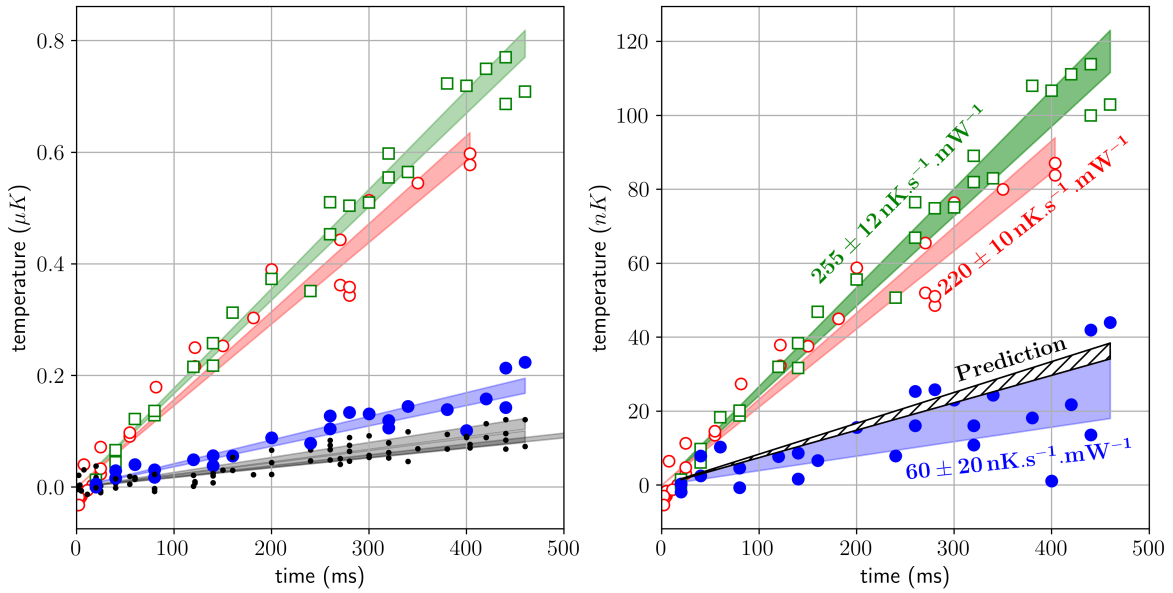 0.8
0.6
0.4
0.2
0.0
temperature (μK)
0 100 200 300 400 500
time (ms)
120
100
80
60
40
20
0
temperature (nK)
255 ± 12 nK.s⁻¹.mW⁻¹
220 ± 10 nK.s⁻¹.mW⁻¹
Prediction
60 ± 20 nK.s⁻¹.mW⁻¹
0 100 200 300 400 500
time (ms)